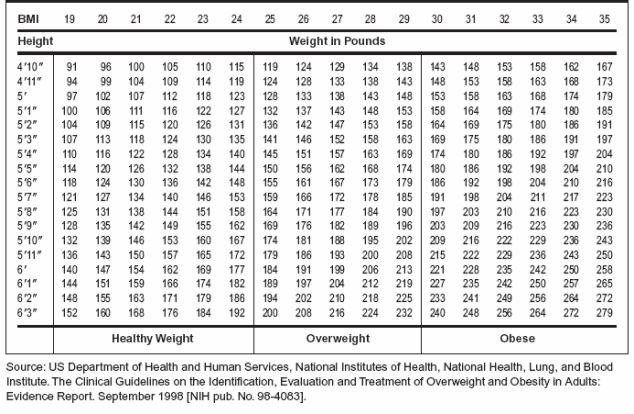 BMI 19 20 21 22 23 24 25 26 27 28 29 30 31 32 33 34 35
Height Weight in Pounds
4′10″ 91 96 100 105 110 115 119 124 129 134 138 143 148 153 158 162 167
4′11″ 94 99 104 109 114 119 124 128 133 138 143 148 153 158 163 168 173
5′ 97 102 107 112 118 123 128 133 138 143 148 153 158 163 168 174 179
5′1″ 100 106 111 116 122 127 132 137 143 148 153 158 164 169 174 180 185
5′2″ 104 109 115 120 126 131 136 142 147 153 158 164 169 175 180 186 191
5′3″ 107 113 118 124 130 135 141 146 152 158 163 169 175 180 186 191 197
5′4″ 110 116 122 128 134 140 145 151 157 163 169 174 180 186 192 197 204
5′5″ 114 120 126 132 138 144 150 156 162 168 174 180 186 192 198 204 210
5′6″ 118 124 130 136 142 148 155 161 167 173 179 186 192 198 204 210 216
5′7″ 121 127 134 140 146 153 159 166 172 178 185 191 198 204 211 217 223
5′8″ 125 131 138 144 151 158 164 171 177 184 190 197 203 210 216 223 230
5′9″ 128 135 142 149 155 162 169 176 182 189 196 203 209 216 223 230 236
5′10″ 132 139 146 153 160 167 174 181 188 195 202 209 216 222 229 236 243
5′11″ 136 143 150 157 165 172 179 186 193 200 208 215 222 229 236 243 250
6′ 140 147 154 162 169 177 184 191 199 206 213 221 228 235 242 250 258
6′1″ 144 151 159 166 174 182 189 197 204 212 219 227 235 242 250 257 265
6′2″ 148 155 163 171 179 186 194 202 210 218 225 233 241 249 256 264 272
6′3″ 152 160 168 176 184 192 200 208 216 224 232 240 248 256 264 272 279
Healthy Weight Overweight Obese
Source: US Department of Health and Human Services, National Institutes of Health, National Health, Lung, and Blood
Institute. The Clinical Guidelines on the Identification, Evaluation and Treatment of Overweight and Obesity in Adults:
Evidence Report. September 1998 [NIH pub. No. 98-4083].